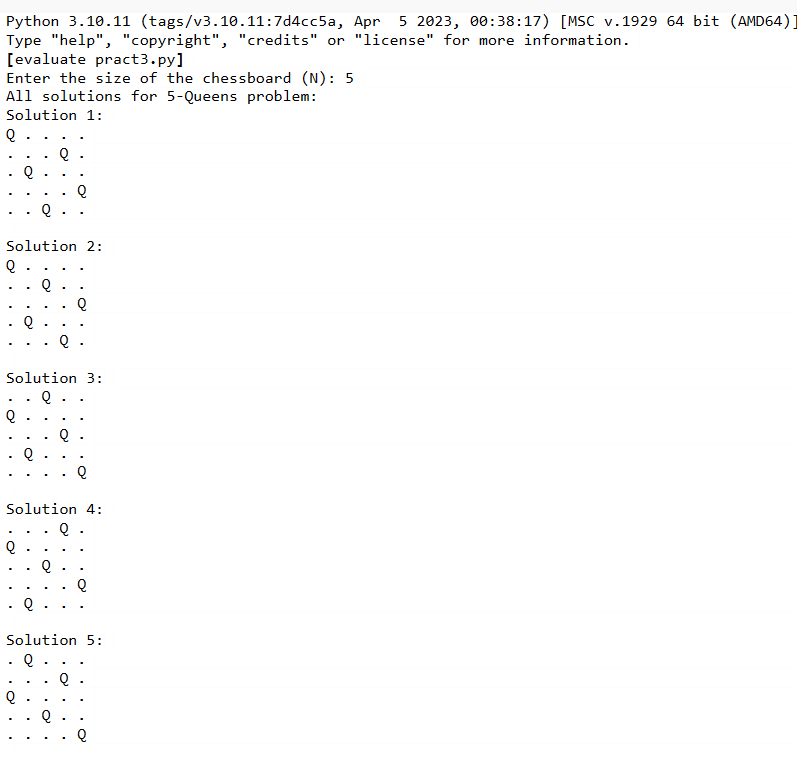 Python 3.10.11 (tags/v3.10.11:7d4cc5a, Apr  5 2023, 00:38:17) [MSC v.1929 64 bit (AMD64)]
Type "help", "copyright", "credits" or "license" for more information.
[evaluate pract3.py]
Enter the size of the chessboard (N): 5
All solutions for 5-Queens problem:
Solution 1:
Q . . . .
. . . Q .
. Q . . .
. . . . Q
. . Q . .

Solution 2:
Q . . . .
. . Q . .
. . . . Q
. Q . . .
. . . Q .

Solution 3:
. . Q . .
Q . . . .
. . . Q .
. Q . . .
. . . . Q

Solution 4:
. . . Q .
Q . . . .
. . Q . .
. . . . Q
. Q . . .

Solution 5:
. Q . . .
. . . Q .
Q . . . .
. . Q . .
. . . . Q